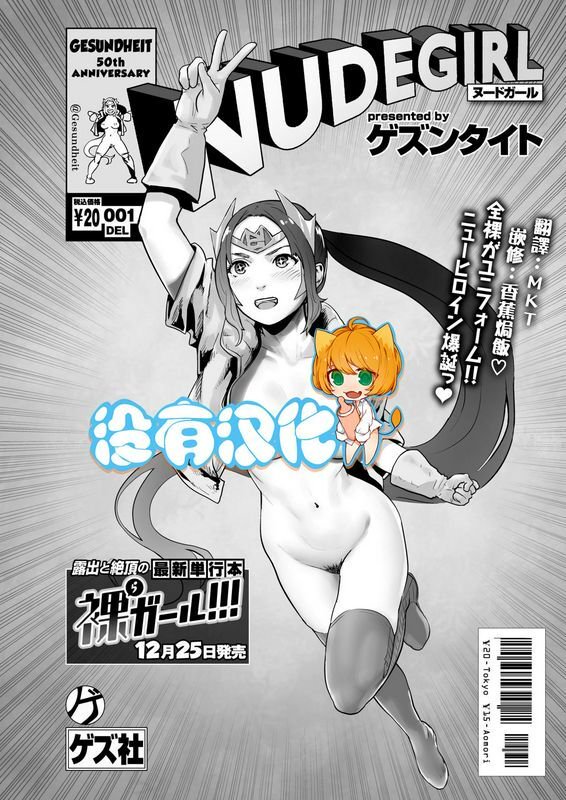 GESUNDHEIT
50th
ANNIVERSARY
@Gesundheit
税込価格
¥20
001
DEL
NUDEGIRL
ヌードガール
presented by
ゲズンタイト
翻譯：MKT
嵌修：香蕉焗飯♡
全裸がユニフォーム!!
ニューヒロイン爆誕っ♥
没有汉化
露出と絶頂の最新単行本
裸らガール!!!
12月25日発売
ゲ
ゲズ社
¥20-Tokyo ¥15-Aomori